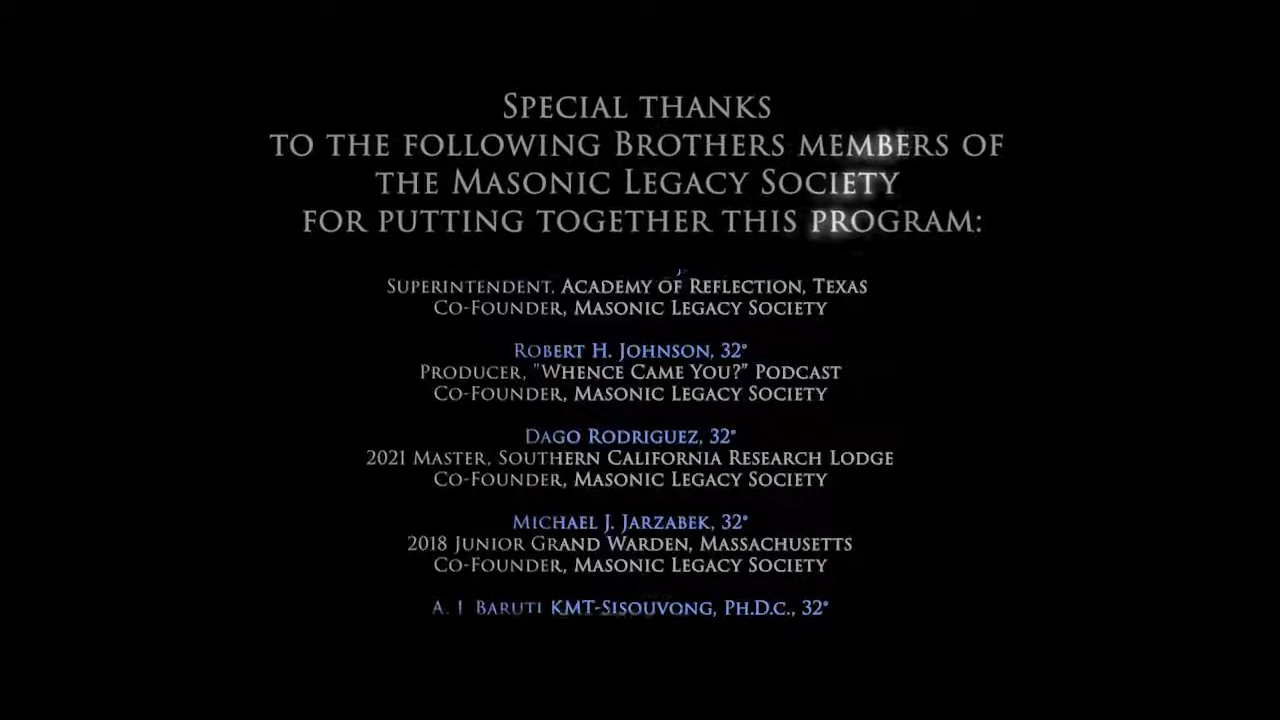 Special thanks
to the following Brothers members of
the Masonic Legacy Society
for putting together this program:
Superintendent, Academy of Reflection, Texas
Co-Founder, Masonic Legacy Society
Robert H. Johnson, 32°
Producer, "Whence Came You?" Podcast
Co-Founder, Masonic Legacy Society
Dago Rodriguez, 32°
2021 Master, Southern California Research Lodge
Co-Founder, Masonic Legacy Society
Michael J. Jarzabek, 32°
2018 Junior Grand Warden, Massachusetts
Co-Founder, Masonic Legacy Society
A. Baruti KMT-Sisouvong, Ph.D.c., 32°